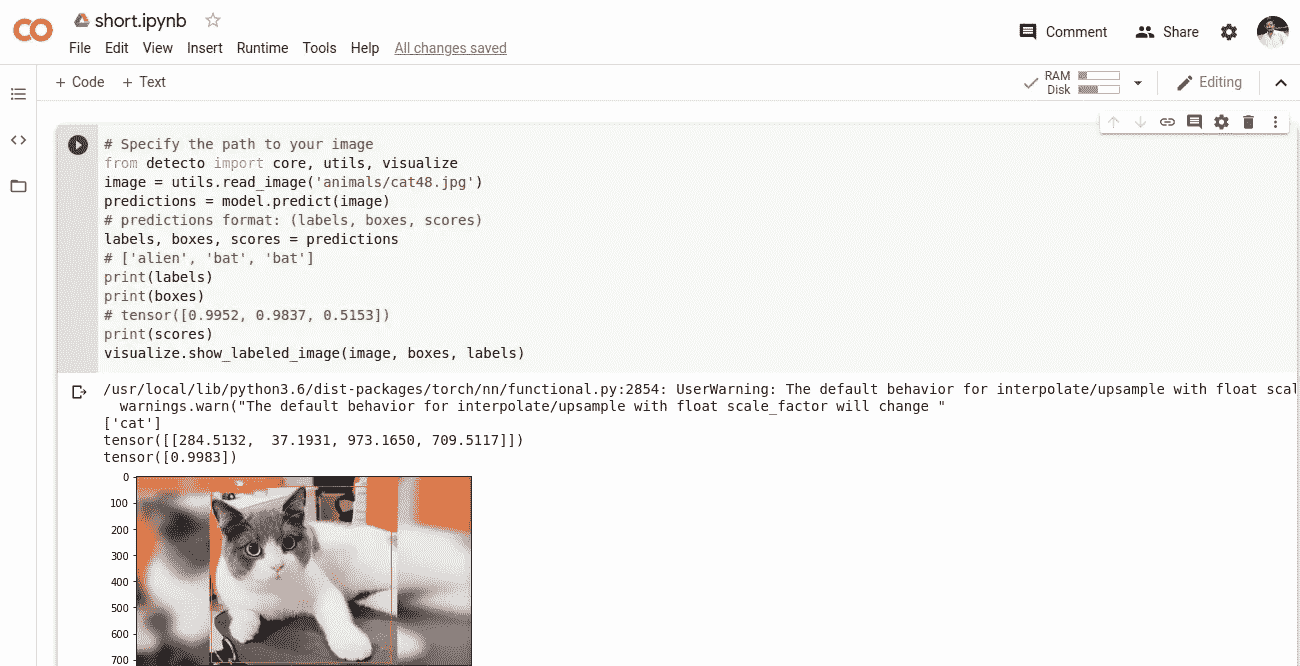 short.ipynb
File Edit View Insert Runtime Tools Help All changes saved
Comment Share
+ Code + Text
RAM
Disk
Editing
# Specify the path to your image
from detecto import core, utils, visualize
image = utils.read_image('animals/cat48.jpg')
predictions = model.predict(image)
# predictions format: (labels, boxes, scores)
labels, boxes, scores = predictions
# ['alien', 'bat', 'bat']
print(labels)
print(boxes)
# tensor([0.9952, 0.9837, 0.5153])
print(scores)
visualize.show_labeled_image(image, boxes, labels)
/usr/local/lib/python3.6/dist-packages/torch/nn/functional.py:2854: UserWarning: The default behavior for interpolate/upsample with float scal
warnings.warn("The default behavior for interpolate/upsample with float scale_factor will change "
['cat']
tensor([[284.5132, 37.1931, 973.1650, 709.5117]])
tensor([0.9983])
0
100
200
300
400
500
600
700